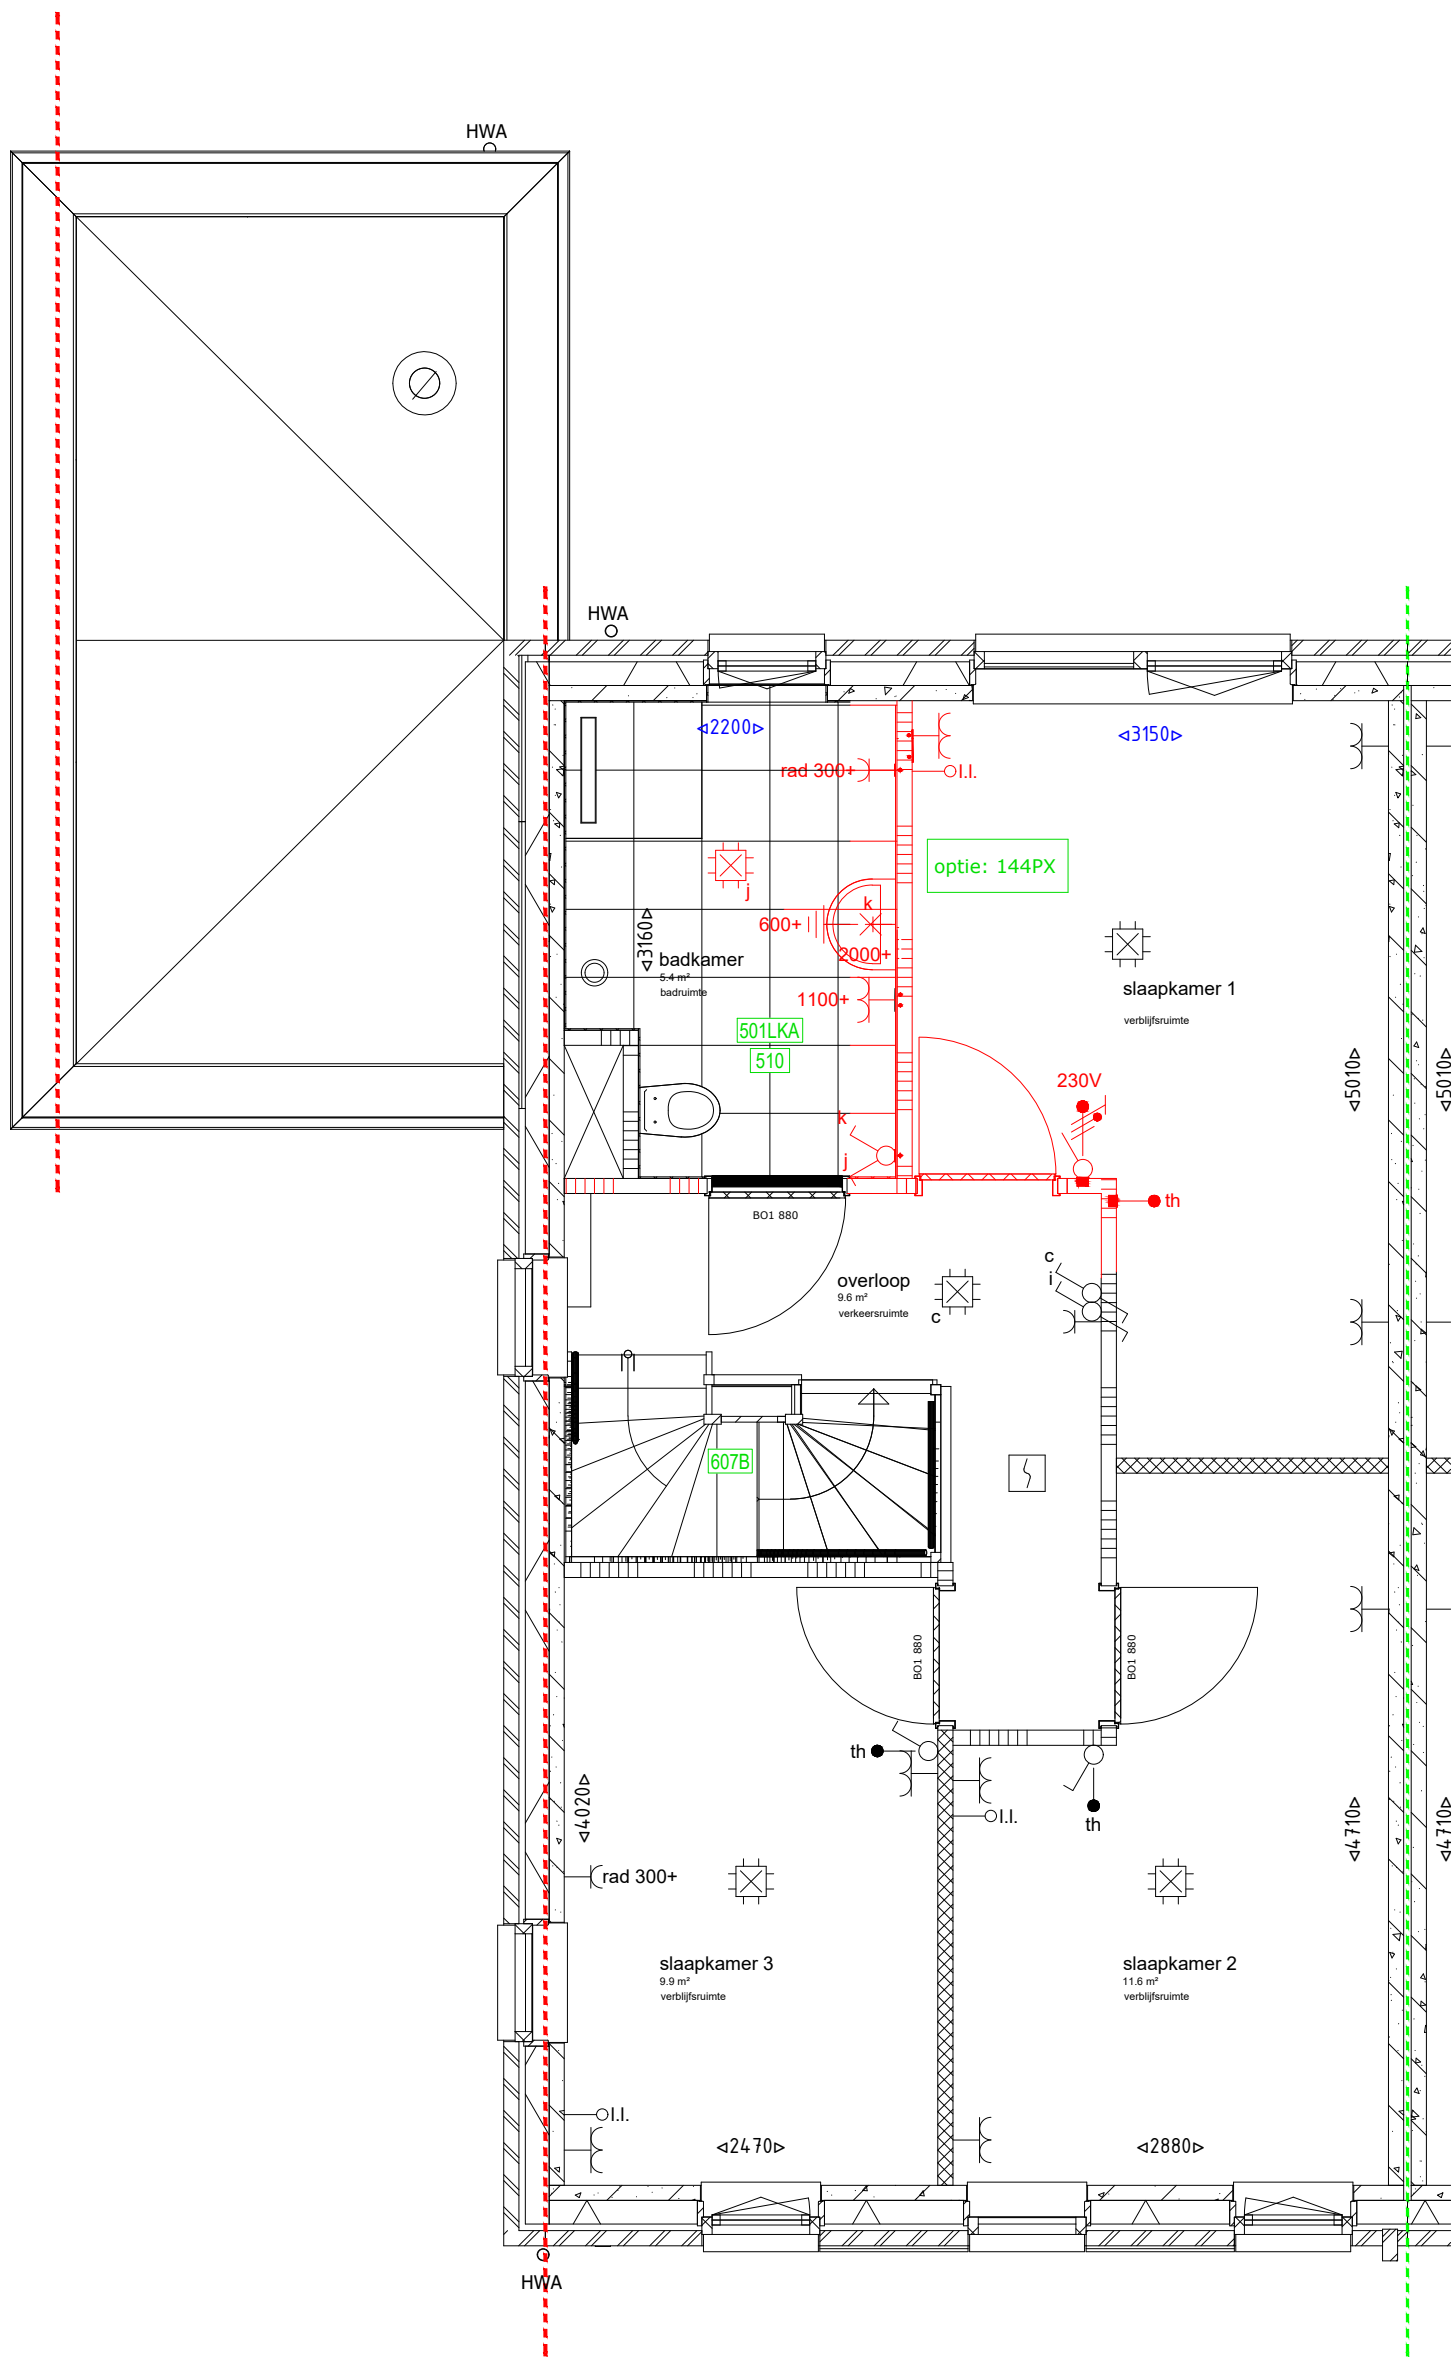 HWA
HWA
◁2200▷
◁3150▷
rad 300+
l.l.
optie: 144PX
j
k
600+
2000+
◁3160▷
badkamer
5.4 m²
badruimte
slaapkamer 1
verblijfsruimte
1100+
501LKA
510
◁5010▷
◁5010▷
230V
k
j
th
BO1 880
c
i
overloop
9.6 m²
verkeersruimte
c
607B
BO1 880
BO1 880
th
l.l.
th
◁4020▷
◁4710▷
◁4710▷
rad 300+
slaapkamer 3
9.9 m²
verblijfsruimte
slaapkamer 2
11.6 m²
verblijfsruimte
l.l.
◁2470▷
◁2880▷
HWA